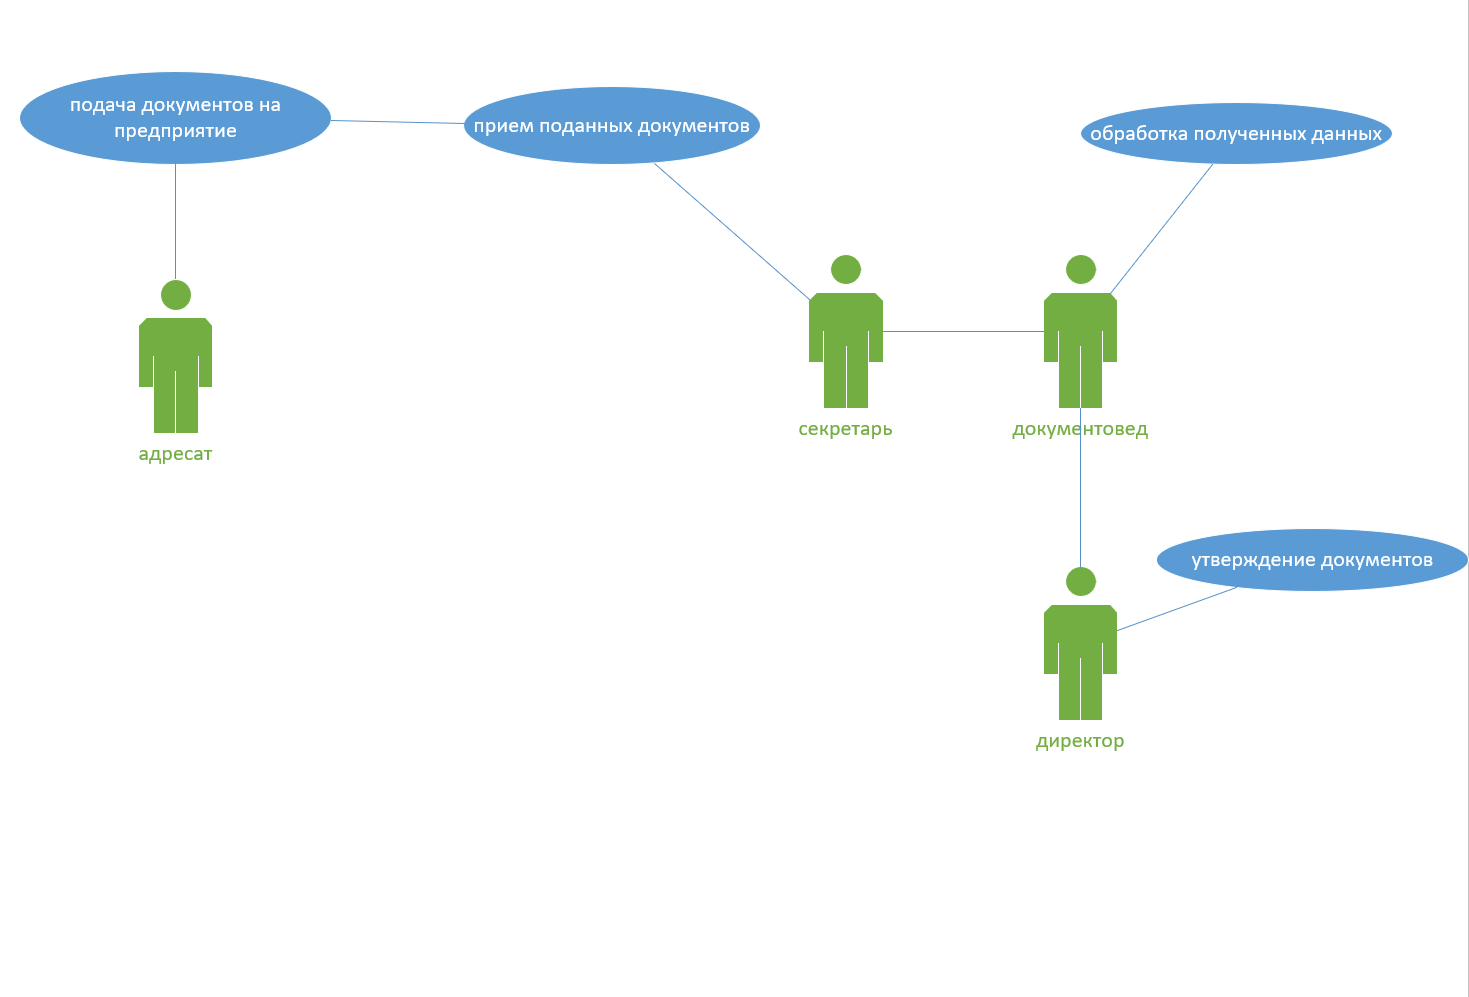 подача документов на
предприятие
прием поданных документов
обработка полученных данных
секретарь
документовед
адресат
утверждение документов
директор